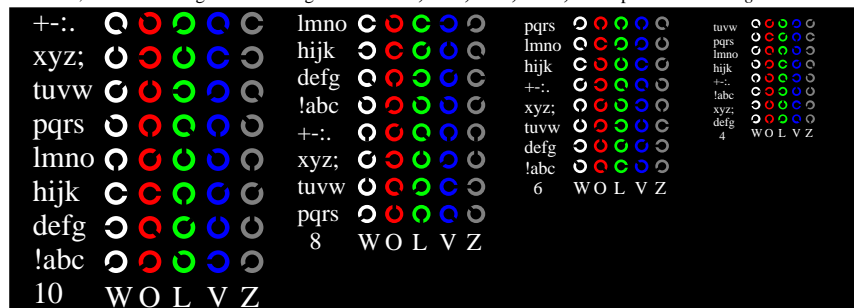 +-:.
xyz;
tuvw
pqrs
lmno
hijk
defg
!abc
10 W O L V Z
lmno
hijk
defg
!abc
+-:.
xyz;
tuvw
pqrs
8 W O L V Z
pqrs
lmno
hijk
+-:.
xyz;
tuvw
defg
!abc
6 W O L V Z
tuvw
pqrs
lmno
hijk
+-:.
!abc
xyz;
defg
4 W O L V Z